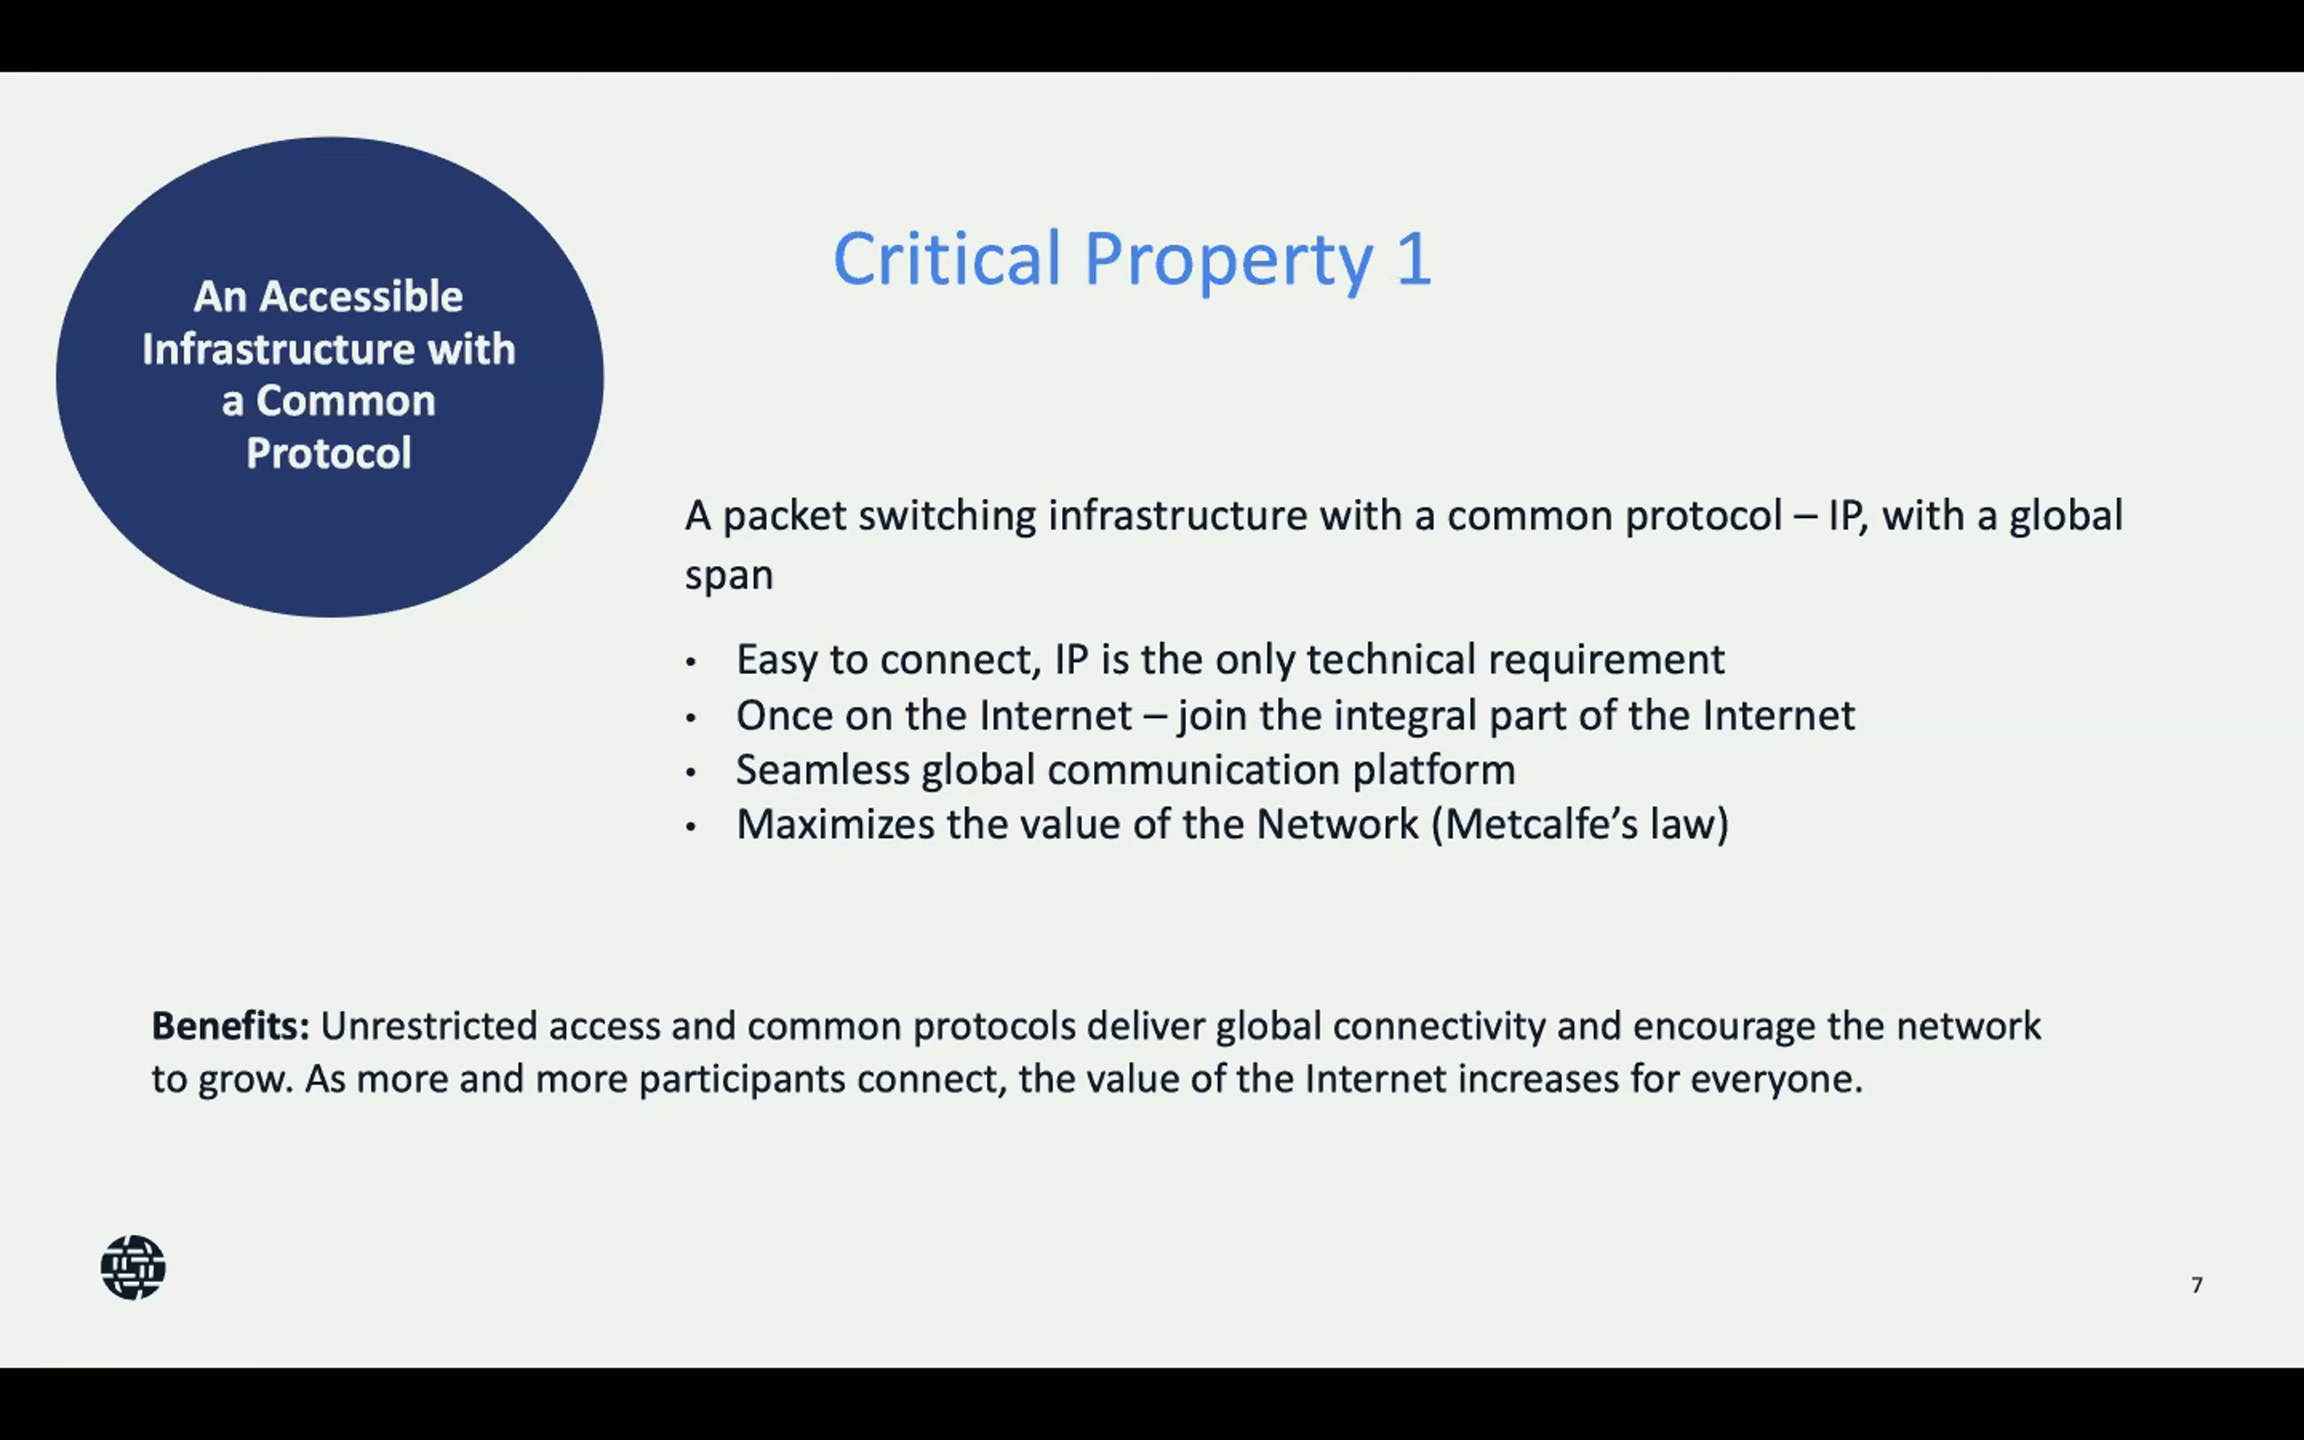 An Accessible
Infrastructure with
a Common
Protocol
Critical Property 1
A packet switching infrastructure with a common protocol – IP, with a global
span
• Easy to connect, IP is the only technical requirement
• Once on the Internet – join the integral part of the Internet
• Seamless global communication platform
• Maximizes the value of the Network (Metcalfe’s law)
Benefits: Unrestricted access and common protocols deliver global connectivity and encourage the network
to grow. As more and more participants connect, the value of the Internet increases for everyone.
7